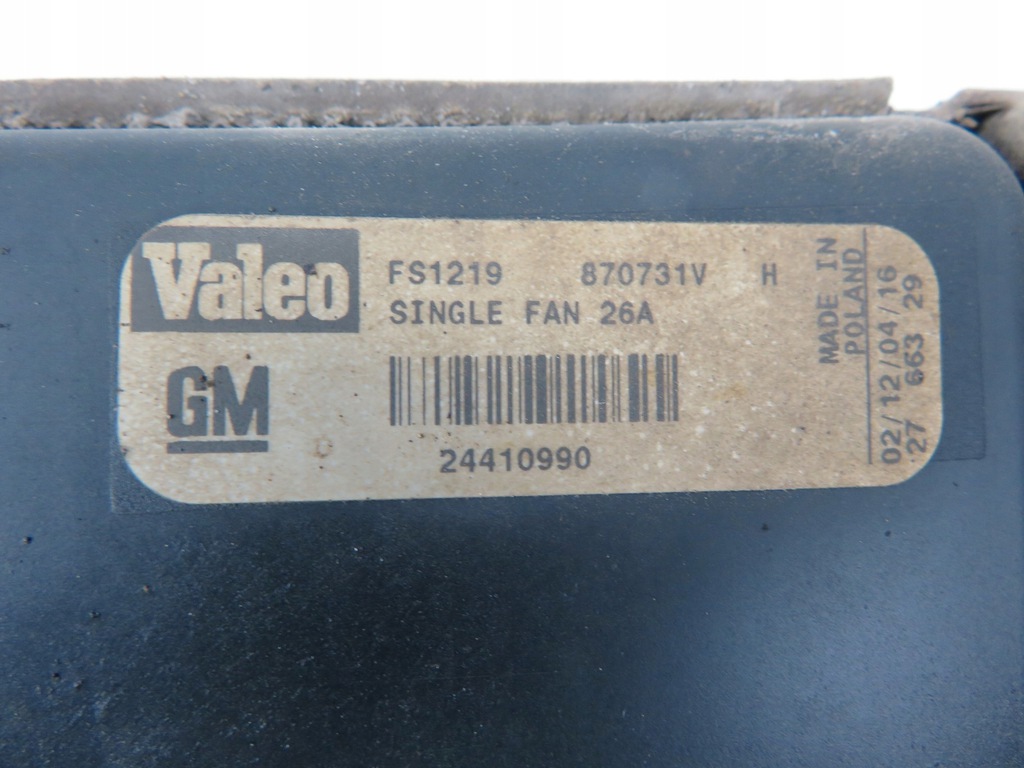 Valeo
FS1219 870731V H
SINGLE FAN 26A
GM
24410990
MADE IN
POLAND
02/12/04/16
27 663 29